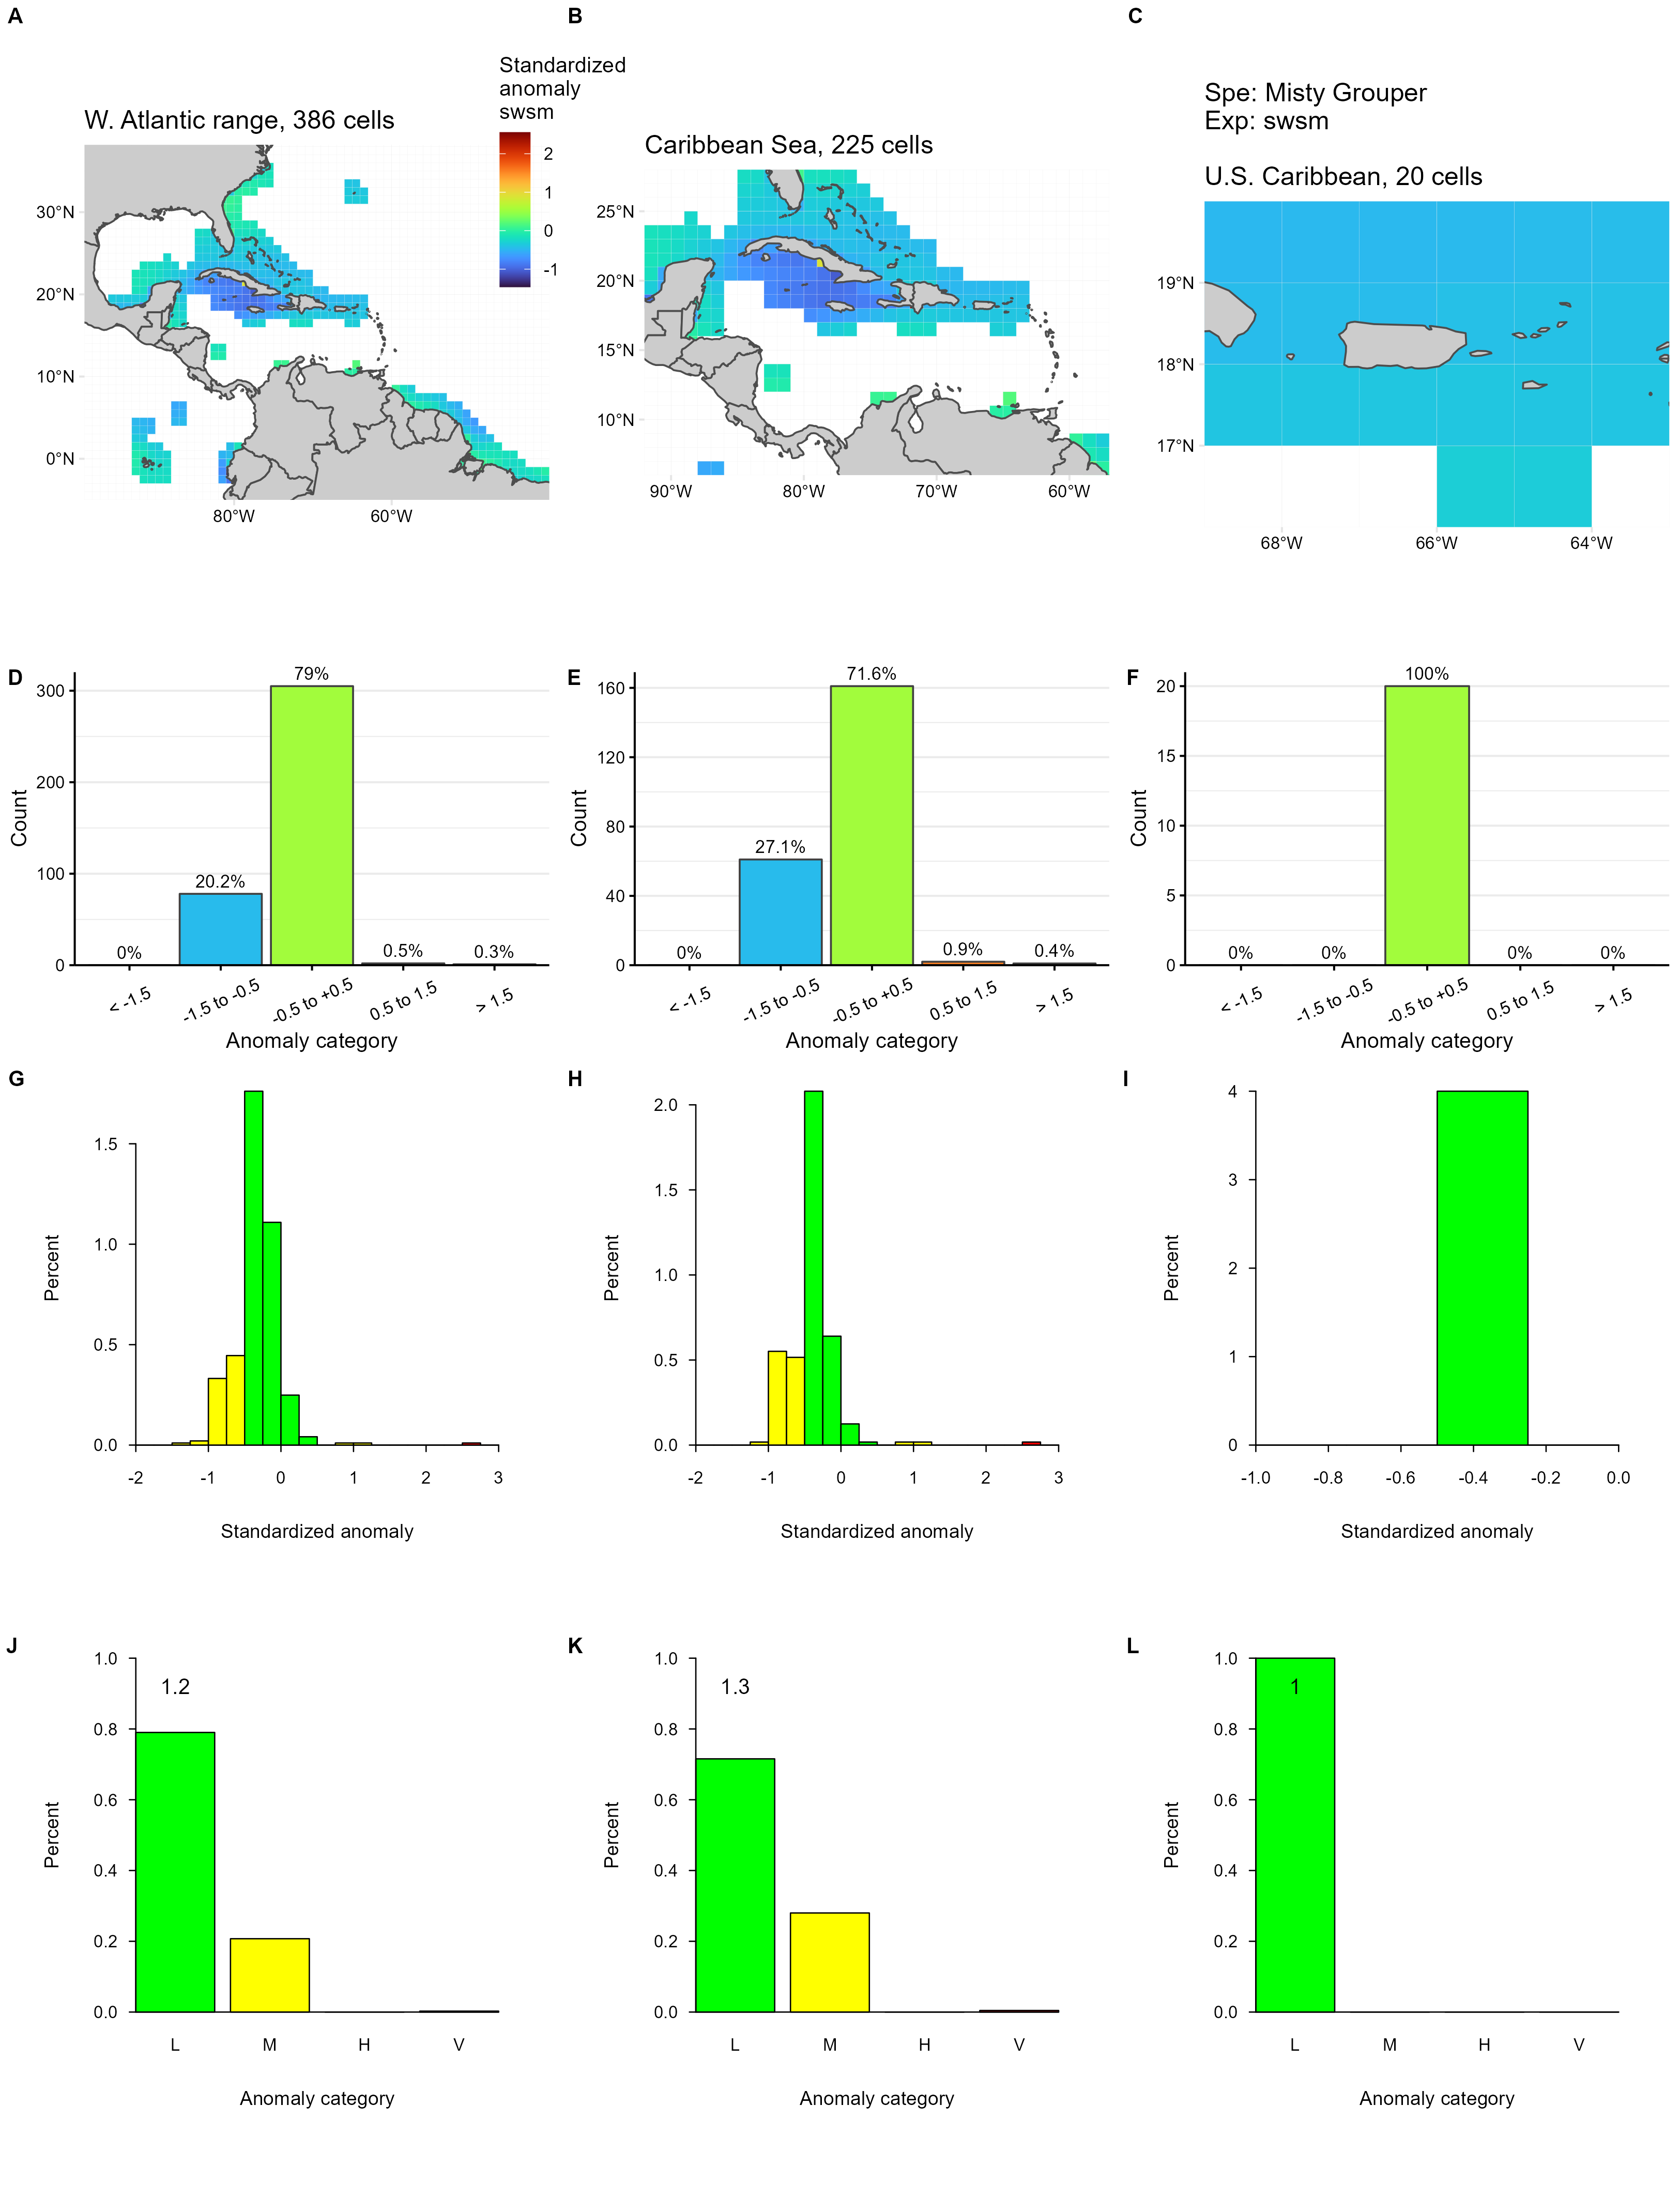 A
B
C
Standardized
anomaly
swsm
2
1
0
-1
W. Atlantic range, 386 cells
30°N
20°N
10°N
0°N
80°W
60°W
Caribbean Sea, 225 cells
25°N
20°N
15°N
10°N
90°W
80°W
70°W
60°W
Spe: Misty Grouper
Exp: swsm
U.S. Caribbean, 20 cells
19°N
18°N
17°N
68°W
66°W
64°W
D
Count
300
200
100
0
0%
20.2%
79%
0.5%
0.3%
< -1.5
-1.5 to -0.5
-0.5 to +0.5
0.5 to 1.5
> 1.5
Anomaly category
E
Count
160
120
80
40
0
0%
27.1%
71.6%
0.9%
0.4%
< -1.5
-1.5 to -0.5
-0.5 to +0.5
0.5 to 1.5
> 1.5
Anomaly category
F
Count
20
15
10
5
0
0%
0%
100%
0%
0%
< -1.5
-1.5 to -0.5
-0.5 to +0.5
0.5 to 1.5
> 1.5
Anomaly category
G
Percent
1.5
1.0
0.5
0.0
-2
-1
0
1
2
3
Standardized anomaly
H
Percent
2.0
1.5
1.0
0.5
0.0
-2
-1
0
1
2
3
Standardized anomaly
I
Percent
4
3
2
1
0
-1.0
-0.8
-0.6
-0.4
-0.2
0.0
Standardized anomaly
J
Percent
1.0
0.8
0.6
0.4
0.2
0.0
1.2
L
M
H
V
Anomaly category
K
Percent
1.0
0.8
0.6
0.4
0.2
0.0
1.3
L
M
H
V
Anomaly category
L
Percent
1.0
0.8
0.6
0.4
0.2
0.0
1
L
M
H
V
Anomaly category